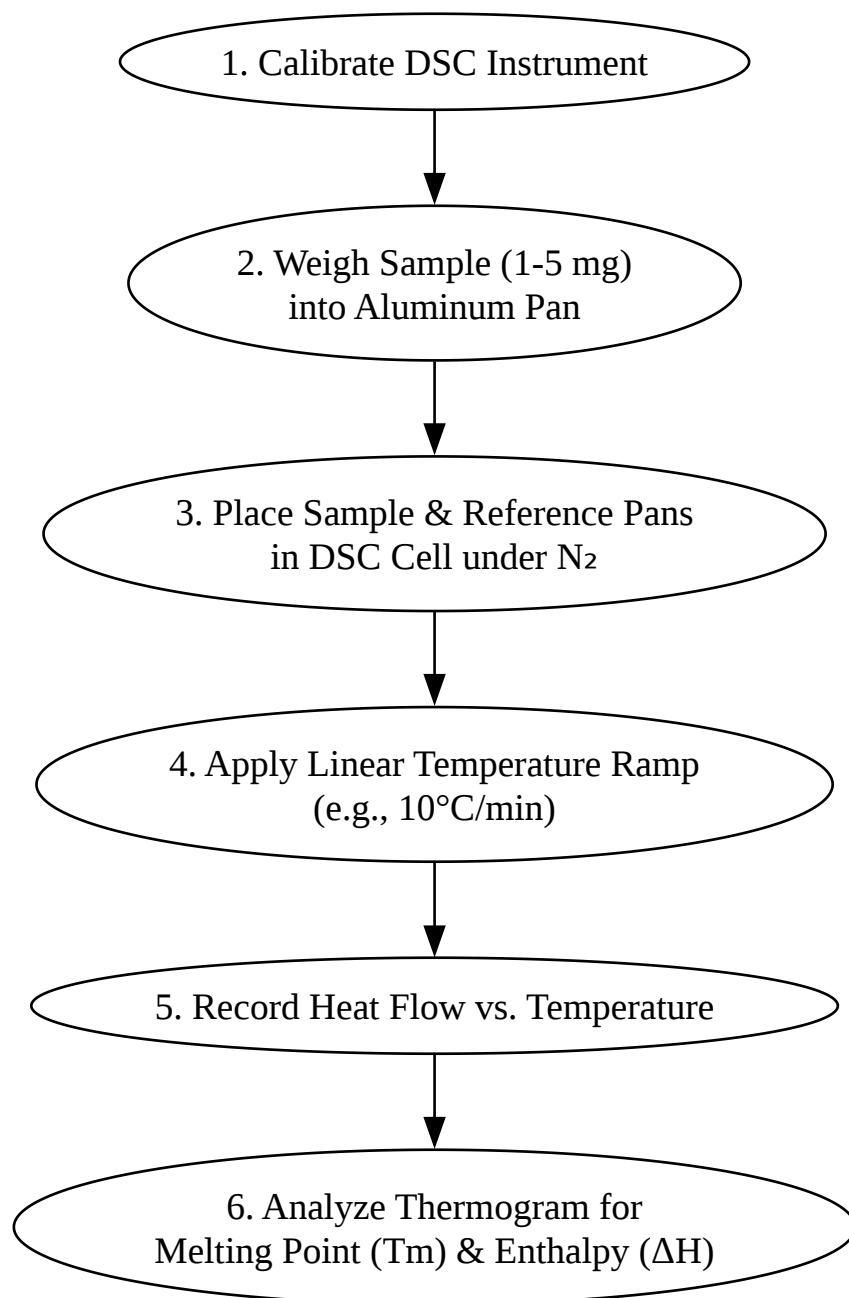 1. Calibrate DSC Instrument
2. Weigh Sample (1-5 mg)
into Aluminum Pan
3. Place Sample & Reference Pans
in DSC Cell under N₂
4. Apply Linear Temperature Ramp
(e.g., 10°C/min)
5. Record Heat Flow vs. Temperature
6. Analyze Thermogram for
Melting Point (Tm) & Enthalpy (ΔH)